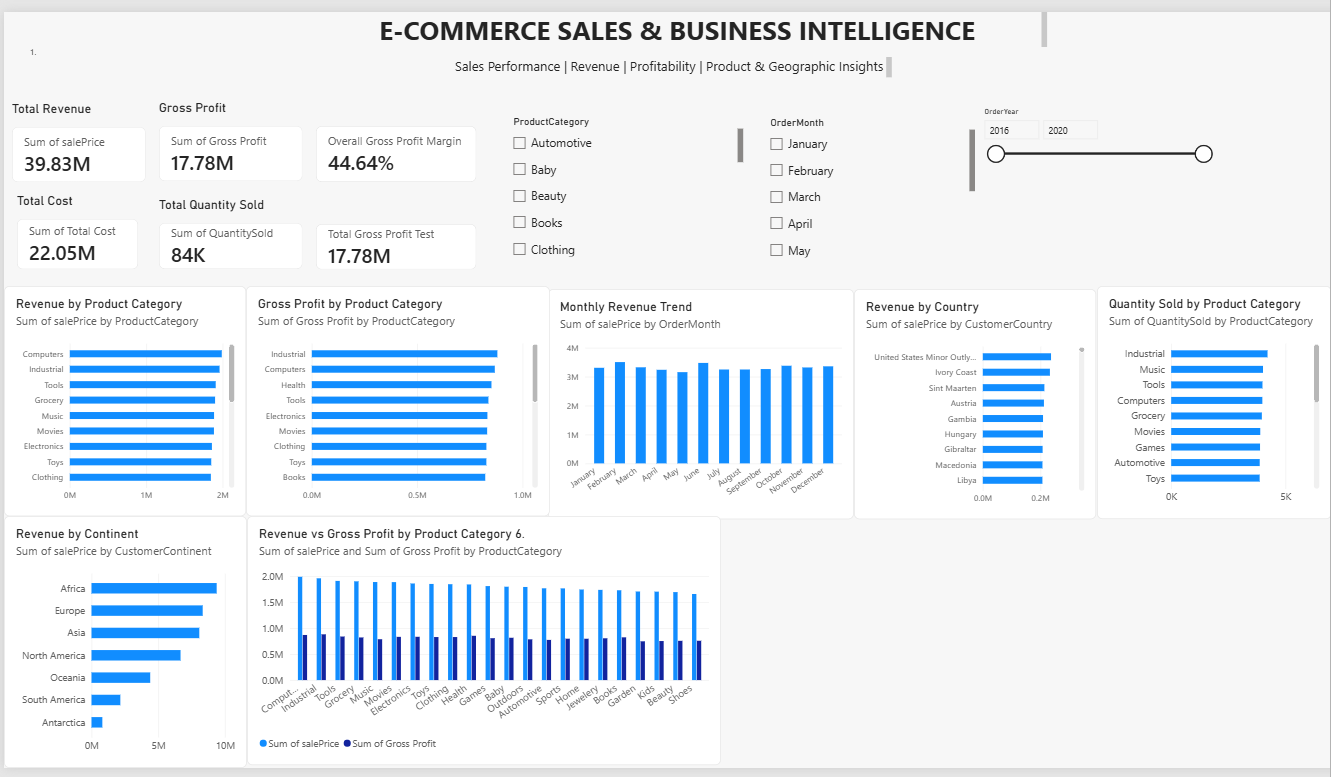 E-COMMERCE SALES & BUSINESS INTELLIGENCE
1.
Sales Performance | Revenue | Profitability | Product & Geographic Insights
Total Revenue
Sum of salePrice
39.83M
Gross Profit
Sum of Gross Profit
17.78M
Overall Gross Profit Margin
44.64%
Total Cost
Sum of Total Cost
22.05M
Total Quantity Sold
Sum of QuantitySold
84K
Total Gross Profit Test
17.78M
ProductCategory
Automotive
Baby
Beauty
Books
Clothing
OrderMonth
January
February
March
April
May
OrderYear
2016
2020
Revenue by Product Category
Sum of salePrice by ProductCategory
Computers
Industrial
Tools
Grocery
Music
Movies
Electronics
Toys
Clothing
0M 1M 2M
Gross Profit by Product Category
Sum of Gross Profit by ProductCategory
Industrial
Computers
Health
Tools
Electronics
Movies
Clothing
Toys
Books
0.0M 0.5M 1.0M
Monthly Revenue Trend
Sum of salePrice by OrderMonth
4M
3M
2M
1M
0M
January February March April May June July August September October November December
Revenue by Country
Sum of salePrice by CustomerCountry
United States Minor Outly...
Ivory Coast
Sint Maarten
Austria
Gambia
Hungary
Gibraltar
Macedonia
Libya
0.0M 0.2M
Quantity Sold by Product Category
Sum of QuantitySold by ProductCategory
Industrial
Music
Tools
Computers
Grocery
Movies
Games
Automotive
Toys
0K 5K
Revenue by Continent
Sum of salePrice by CustomerContinent
Africa
Europe
Asia
North America
Oceania
South America
Antarctica
0M 5M 10M
Revenue vs Gross Profit by Product Category 6.
Sum of salePrice and Sum of Gross Profit by ProductCategory
2.0M
1.5M
1.0M
0.5M
0.0M
Comput... Industrial Tools Grocery Music Movies Electronics Toys Clothing Health Games Baby Outdoors Automotive Sports Home Jewelery Books Garden Kids Beauty Shoes
Sum of salePrice Sum of Gross Profit